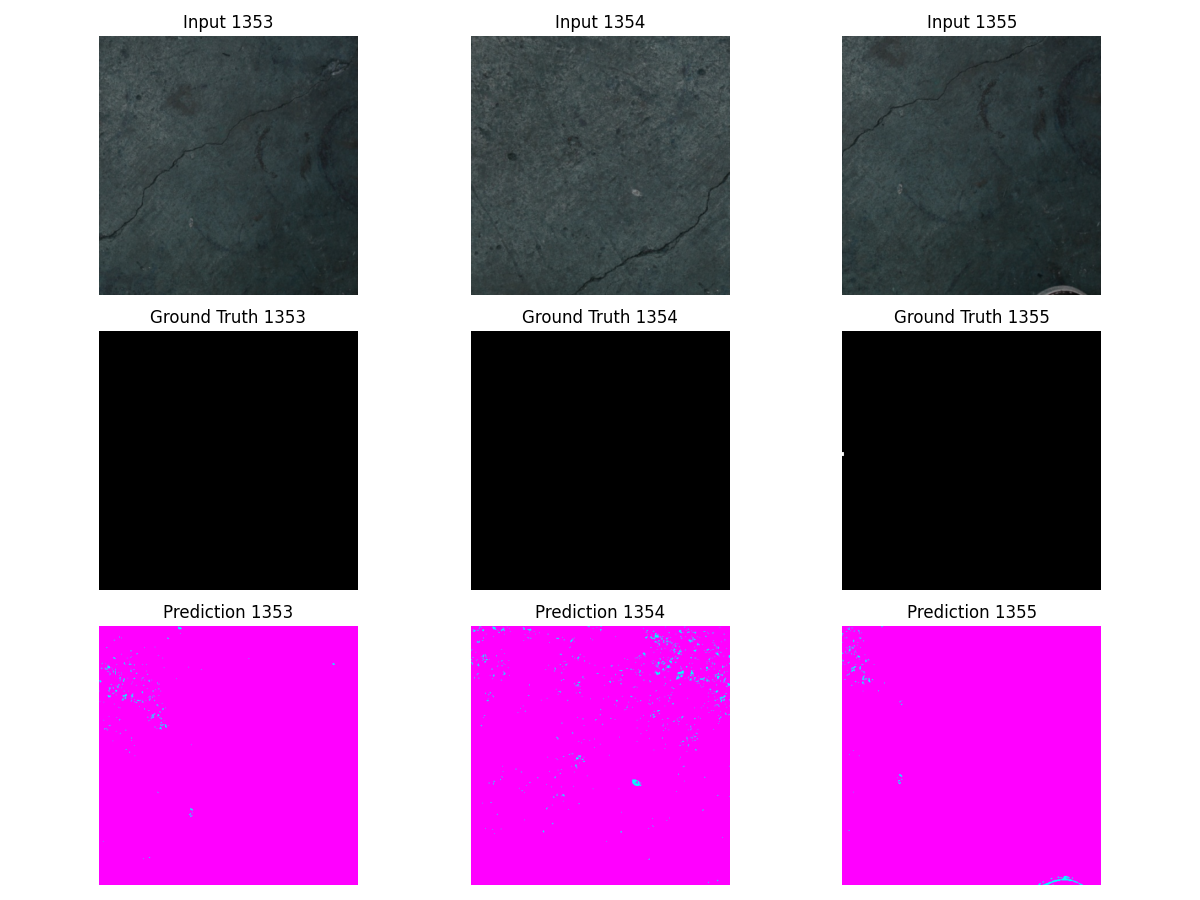 Input 1353
Input 1354
Input 1355
Ground Truth 1353
Ground Truth 1354
Ground Truth 1355
Prediction 1353
Prediction 1354
Prediction 1355